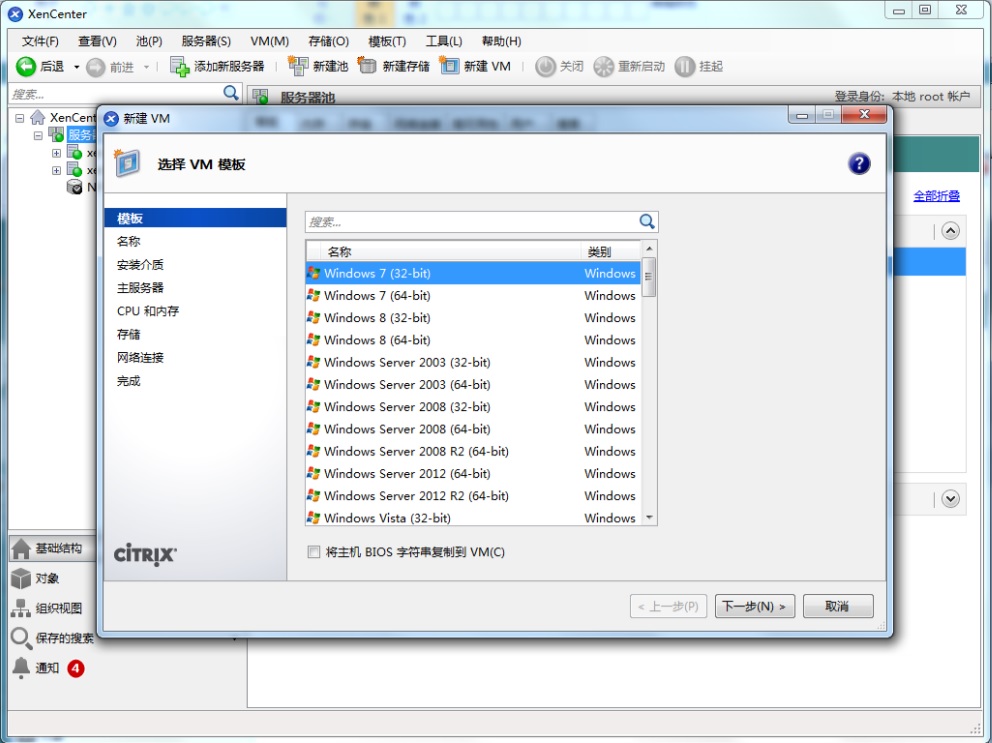 XenCenter
文件(F) 查看(V) 池(P) 服务器(S) VM(M) 存储(O) 模板(T) 工具(L) 帮助(H)
后退 前进 添加新服务器 新建池 新建存储 新建 VM 关闭 重新启动 挂起
搜索...
服务器池
登录身份: 本地 root 帐户
XenCent
服务器
xe
xe
N
全部折叠
新建 VM
选择 VM 模板
?
模板
名称
安装介质
主服务器
CPU 和内存
存储
网络连接
完成
CITRIX
搜索...
名称 类别
Windows 7 (32-bit) Windows
Windows 7 (64-bit) Windows
Windows 8 (32-bit) Windows
Windows 8 (64-bit) Windows
Windows Server 2003 (32-bit) Windows
Windows Server 2003 (64-bit) Windows
Windows Server 2008 (32-bit) Windows
Windows Server 2008 (64-bit) Windows
Windows Server 2008 R2 (64-bit) Windows
Windows Server 2012 (64-bit) Windows
Windows Server 2012 R2 (64-bit) Windows
Windows Vista (32-bit) Windows
将主机 BIOS 字符串复制到 VM(C)
< 上一步(P) 下一步(N) > 取消
基础结构
对象
组织视图
保存的搜索
通知 4